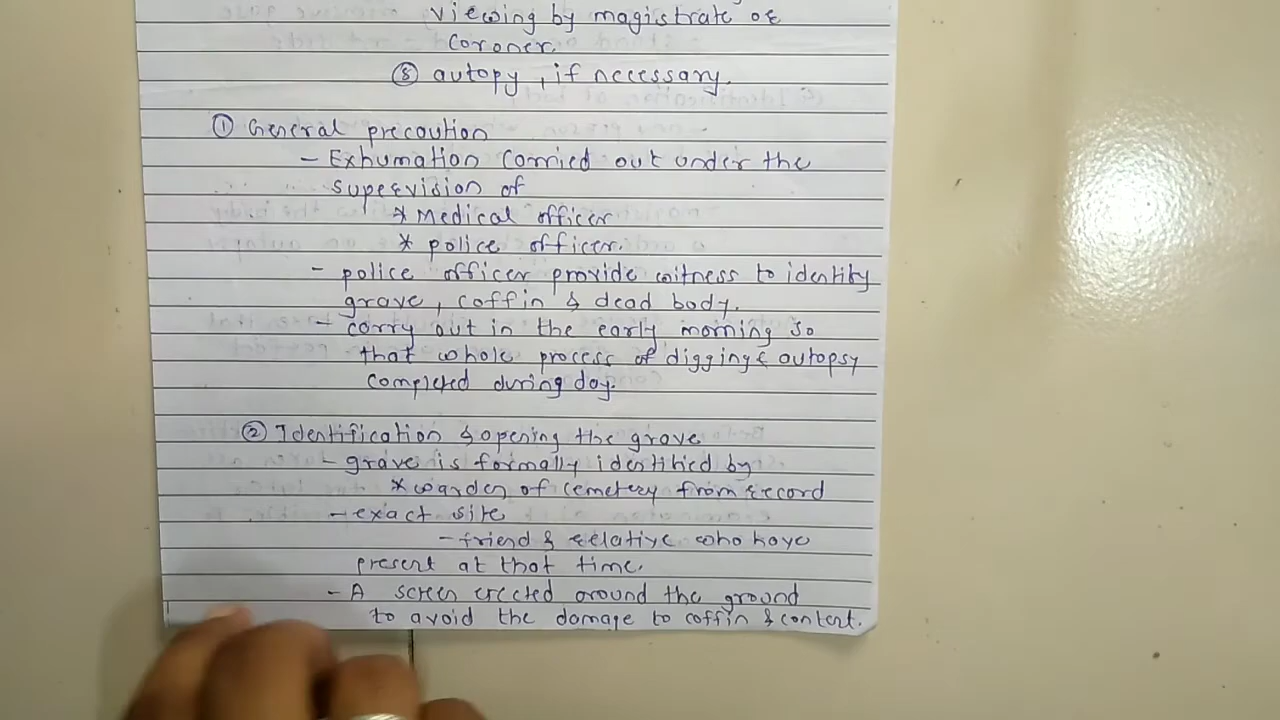 viewing by magistrate or
Coroner.
⑧ autopy, if necessary.
① General precaution
- Exhumation carried out under the
supervision of
* Medical officer
* police officer.
- police officer provide witness to identify
grave, coffin & dead body.
- carry out in the early morning so
that whole process of digging & autopsy
completed during day.
② Identification & opening the grave
- grave is formally identified by
* warden of cemetery from record
- exact site
- friend & relative who have
present at that time.
- A screen erected around the ground
to avoid the damage to coffin & content.